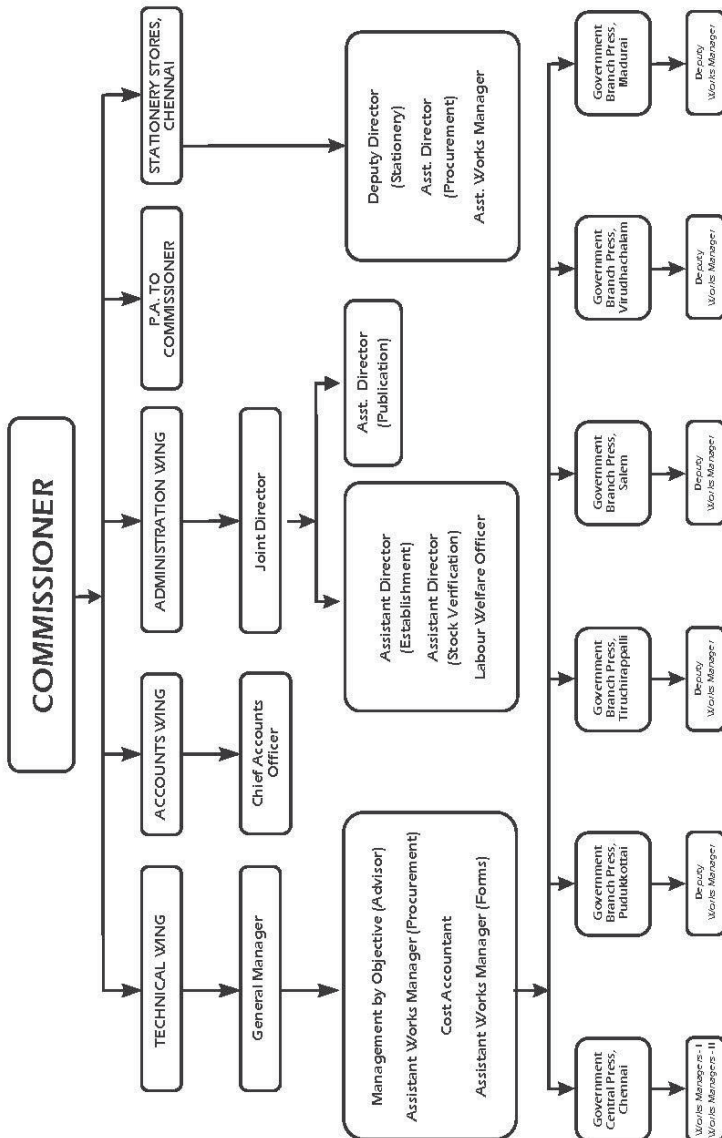 COMMISSIONER
TECHNICAL WING
ACCOUNTS WING
ADMINISTRATION WING
P.A. TO
COMMISSIONER
STATIONERY STORES,
CHENNAI
General Manager
Chief Accounts
Officer
Joint Director
Management by Objective (Advisor)
Assistant Works Manager (Procurement)
Cost Accountant
Assistant Works Manager (Forms)
Assistant Director
(Establishment)
Assistant Director
(Stock Verification)
Labour Welfare Officer
Asst. Director
(Publication)
Deputy Director
(Stationery)
Asst. Director
(Procurement)
Asst. Works Manager
Government
Central Press,
Chennai
Government
Branch Press,
Pudukkottai
Government
Branch Press,
Tiruchirappalli
Government
Branch Press,
Salem
Government
Branch Press,
Virudhachalam
Government
Branch Press,
Madurai
Works Managers - I
Works Managers - II
Deputy
Works Manager
Deputy
Works Manager
Deputy
Works Manager
Deputy
Works Manager
Deputy
Works Manager